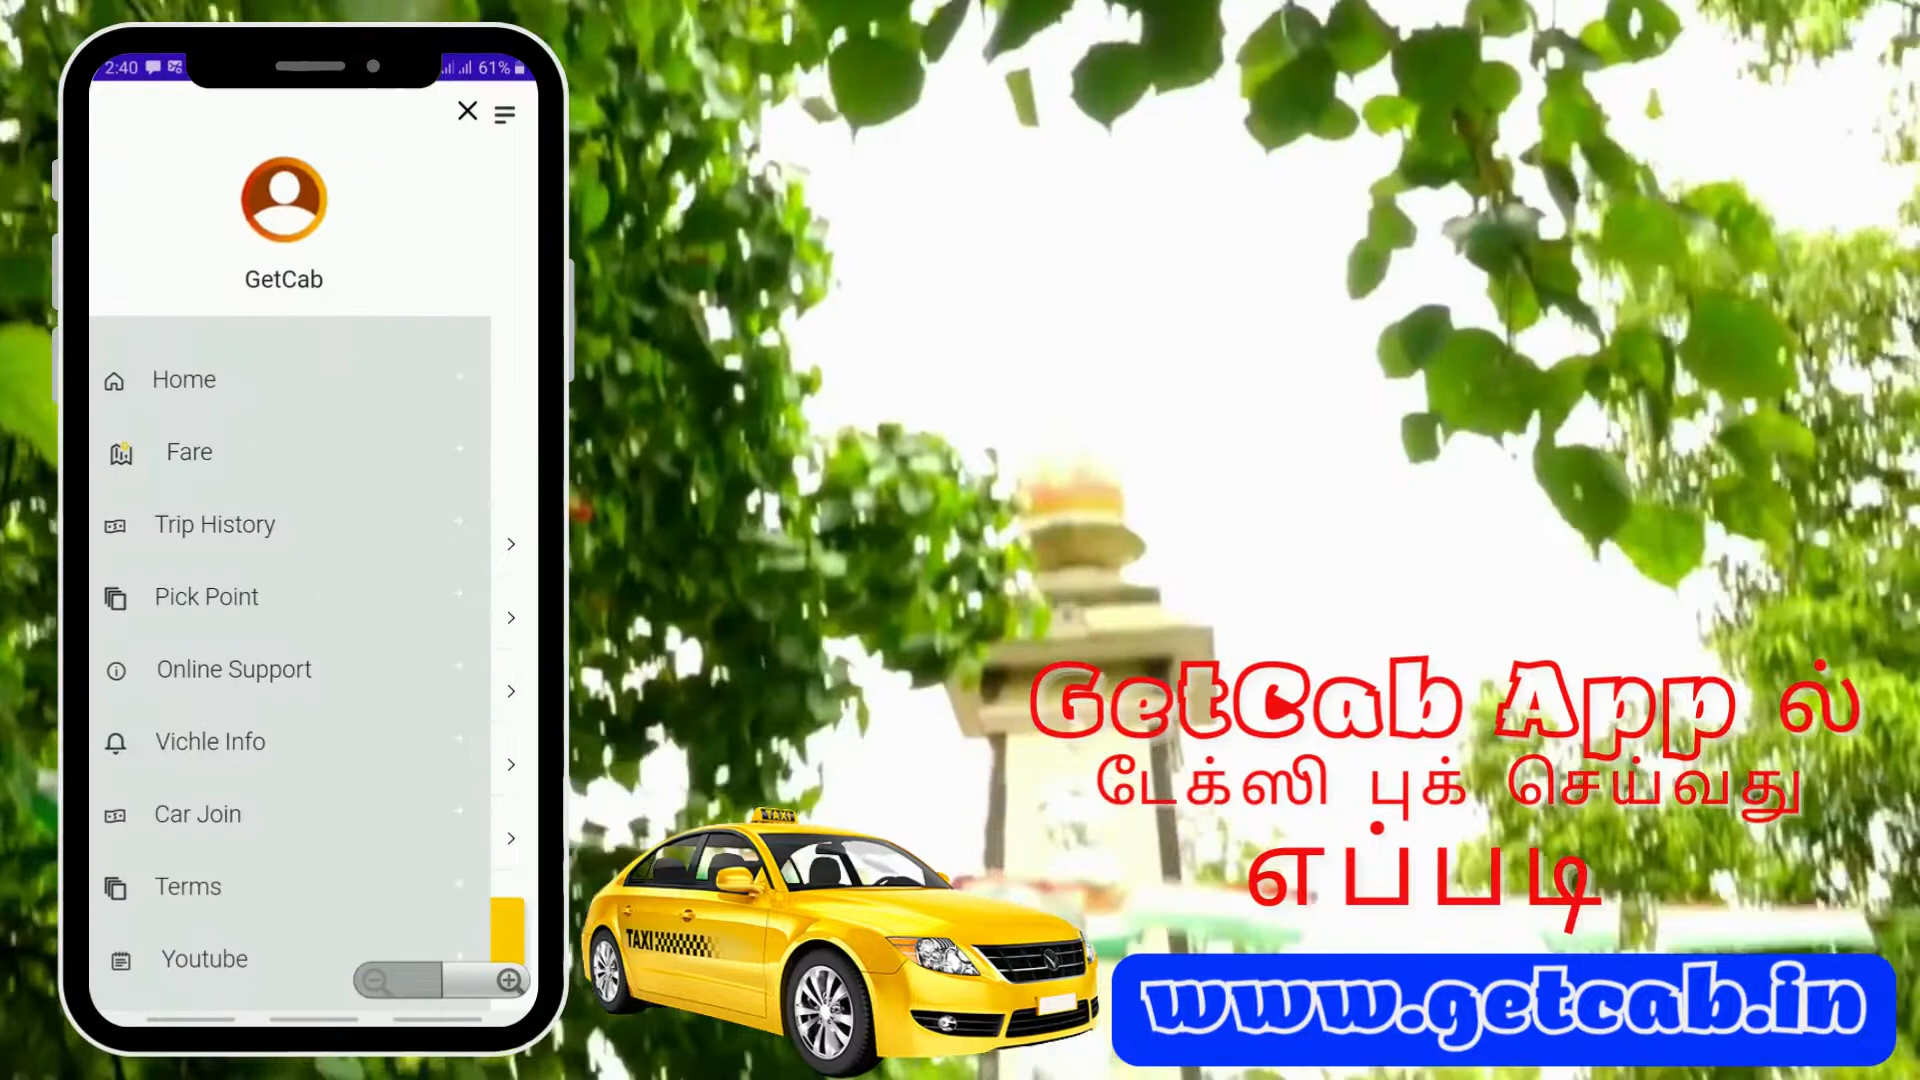 2:40
61%
GetCab
Home
Fare
Trip History
Pick Point
Online Support
Vichle Info
Car Join
Terms
Youtube
TAXI
TAXI
GetCab App ல்
டேக்ஸி புக் செய்வது
எப்படி
www.getcab.in